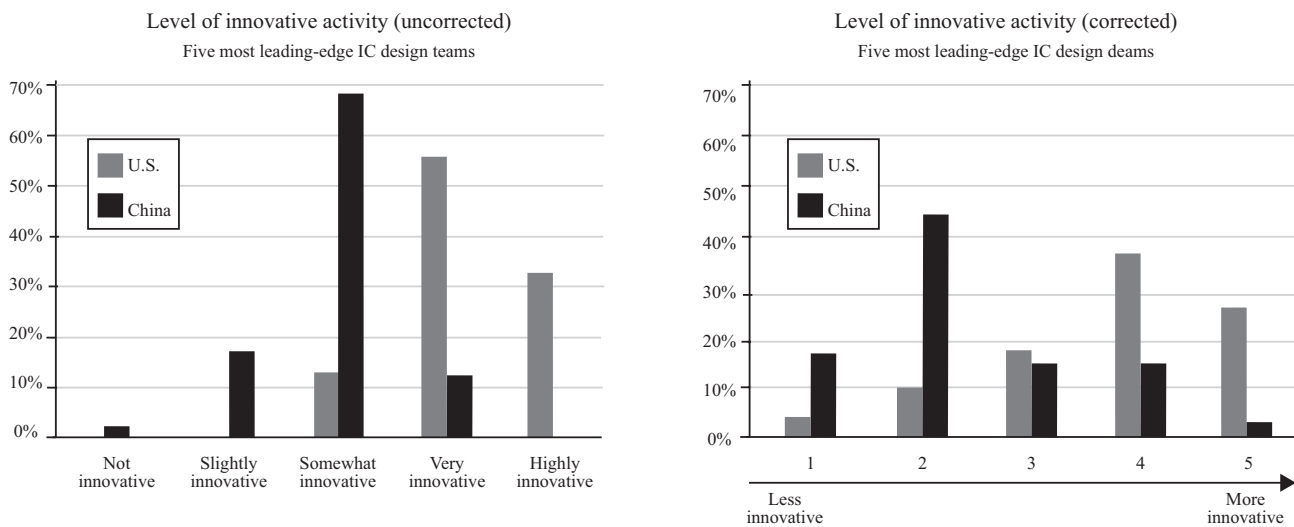 Level of innovative activity (uncorrected)
Five most leading-edge IC design teams
70%
60%
50%
40%
30%
20%
10%
0%
U.S.
China
Not
innovative
Slightly
innovative
Somewhat
innovative
Very
innovative
Highly
innovative
Level of innovative activity (corrected)
Five most leading-edge IC design deams
70%
60%
50%
40%
30%
20%
10%
0%
U.S.
China
1
2
3
4
5
Less
innovative
More
innovative